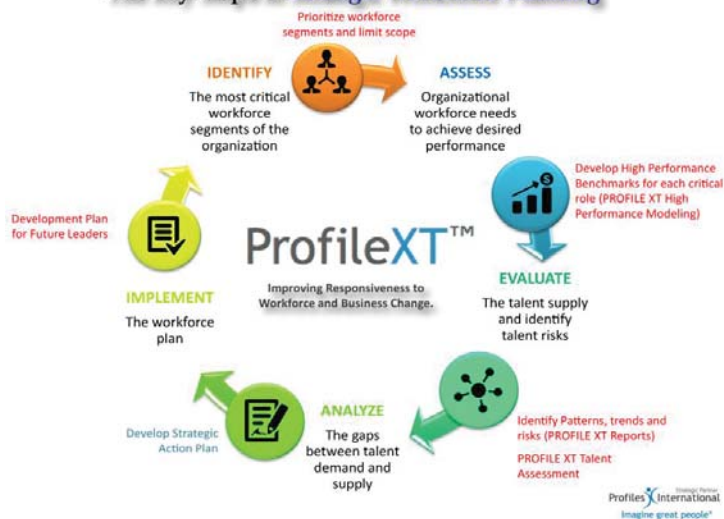 Prioritize workforce
segments and limit scope
IDENTIFY
The most critical
workforce
segments of the
organization
ASSESS
Organizational
workforce needs
to achieve desired
performance
Develop High Performance
Benchmarks for each critical
role (PROFILE XT High
Performance Modeling)
Development Plan
for Future Leaders
ProfileXT™
Improving Responsiveness to
Workforce and Business Change.
EVALUATE
The talent supply
and identify
talent risks
IMPLEMENT
The workforce
plan
ANALYZE
The gaps
between talent
demand and
supply
Develop Strategic
Action Plan
Identify Patterns, trends and
risks (PROFILE XT Reports)
PROFILE XT Talent
Assessment
Strategic Partner
Profiles International
Imagine great people®